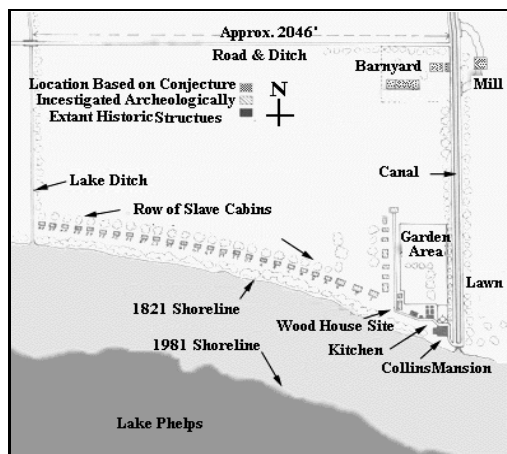 Approx. 2046'
Road & Ditch
Location Based on Conjecture
Incestigated Archeologically
Extant Historic Structues
N
Barnyard
Mill
Canal
Lake Ditch
Row of Slave Cabins
Garden
Area
Lawn
1821 Shoreline
Wood House Site
1981 Shoreline
Kitchen
CollinsMansion
Lake Phelps